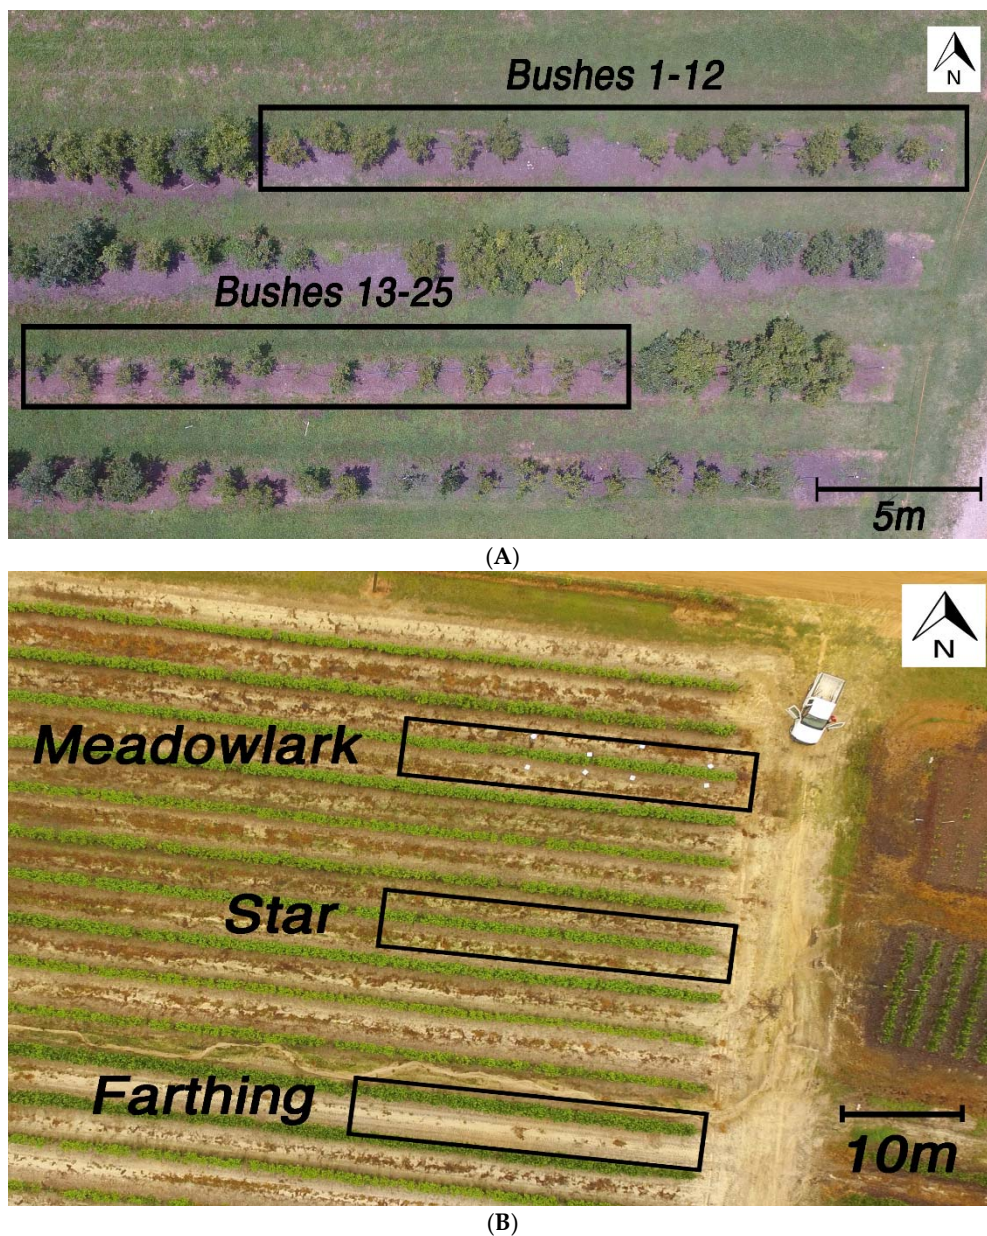 Bushes 1-12
N
Bushes 13-25
5m
(A)
N
Meadowlark
Star
Farthing
10m
(B)